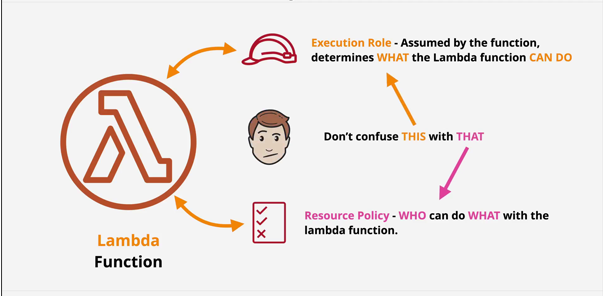 Execution Role - Assumed by the function,
determines WHAT the Lambda function CAN DO
Don't confuse THIS with THAT
Resource Policy - WHO can do WHAT with the
lambda function.
Lambda
Function